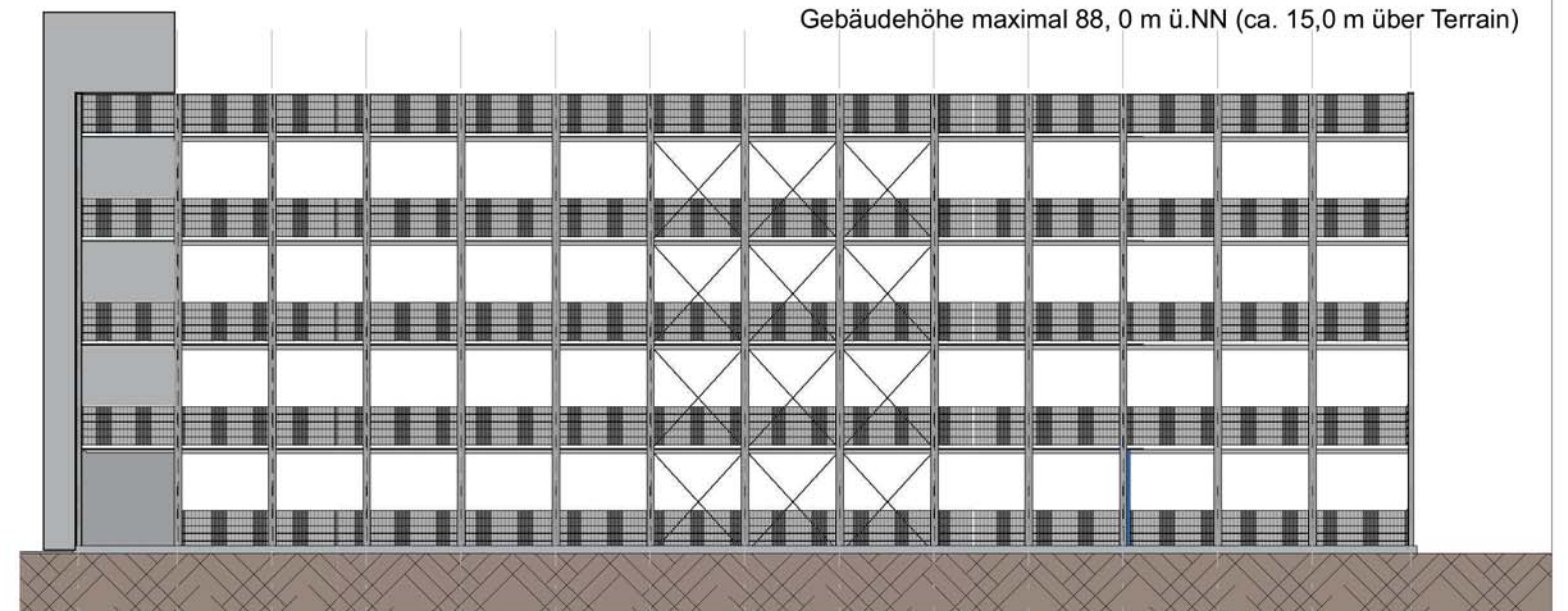 Gebäudehöhe maximal 88, 0 m ü.NN (ca. 15,0 m über Terrain)